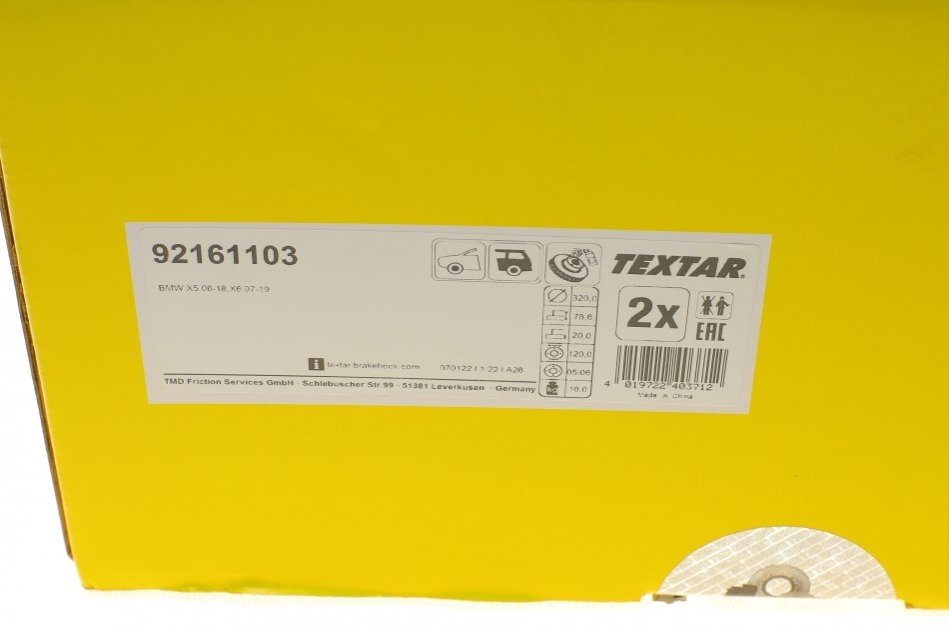 92161103
TEXTAR®
BMW X5 06-18,X6 07-19
320,0
78.6
20.0
120.0
05/06
16.0
2x
EAC
textar.brakebook.com
070122 | 1/22 | A26
TMD Friction Services GmbH · Schlebuscher Str 99 · 51381 Leverkusen · Germany
4 019722 403712
Made in China